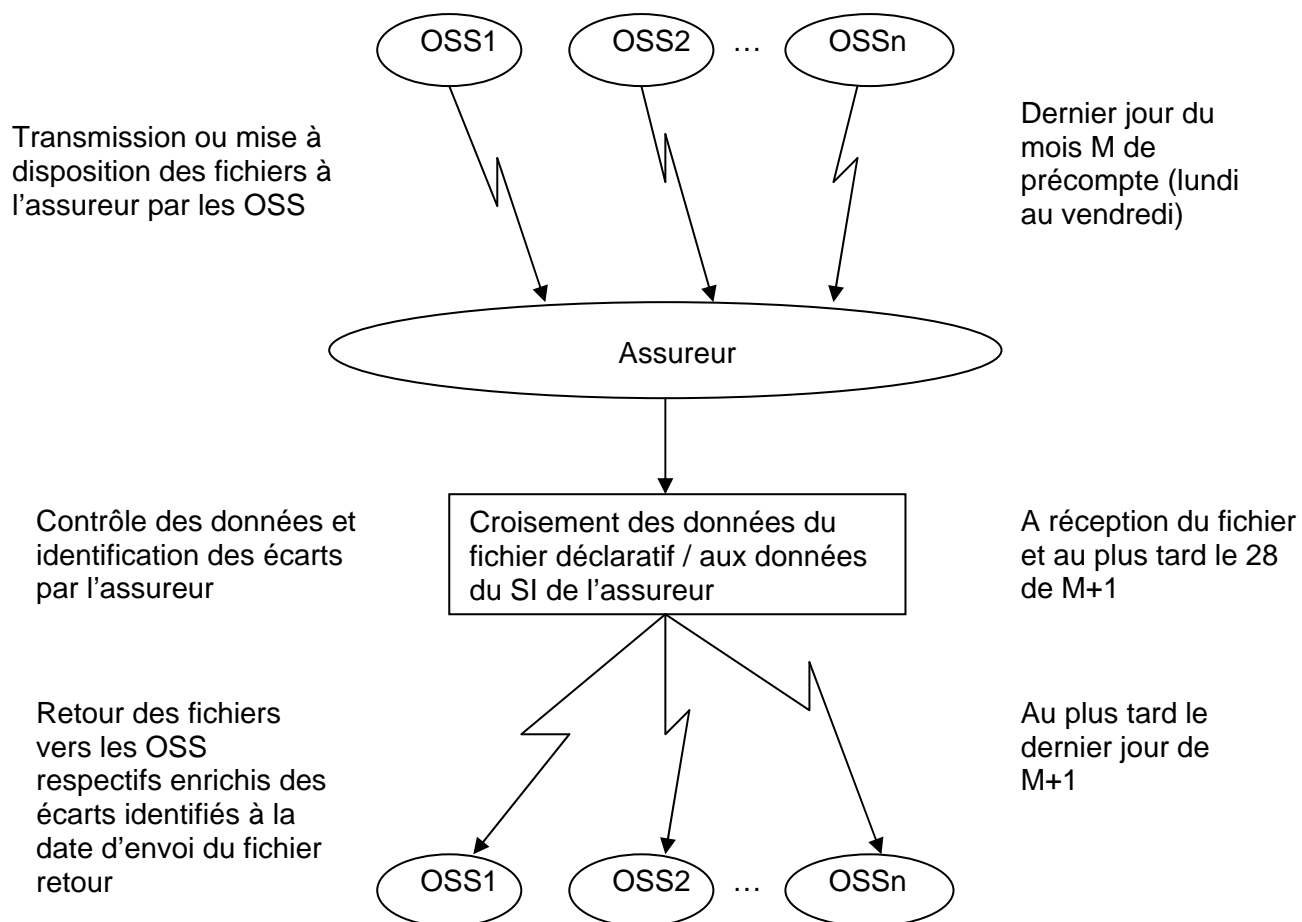 OSS1 OSS2 … OSSn
Transmission ou mise à
disposition des fichiers à
l’assureur par les OSS
Dernier jour du
mois M de
précompte (lundi
au vendredi)
Assureur
Contrôle des données et
identification des écarts
par l’assureur
Croisement des données du
fichier déclaratif / aux données
du SI de l’assureur
A réception du fichier
et au plus tard le 28
de M+1
Retour des fichiers
vers les OSS
respectifs enrichis des
écarts identifiés à la
date d’envoi du fichier
retour
Au plus tard le
dernier jour de
M+1
OSS1 OSS2 … OSSn